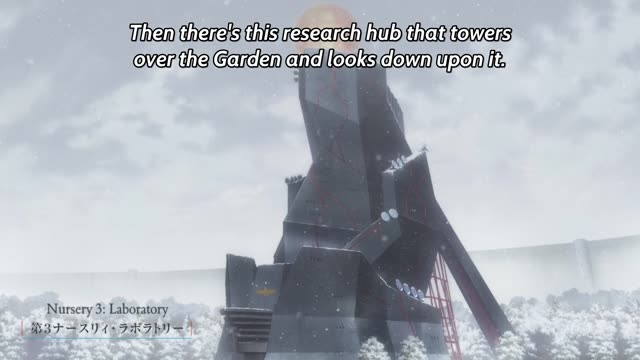 Then there's this research hub that towers
over the Garden and looks down upon it.
Nursery 3: Laboratory
第3ナースリィ・ラボラトリー